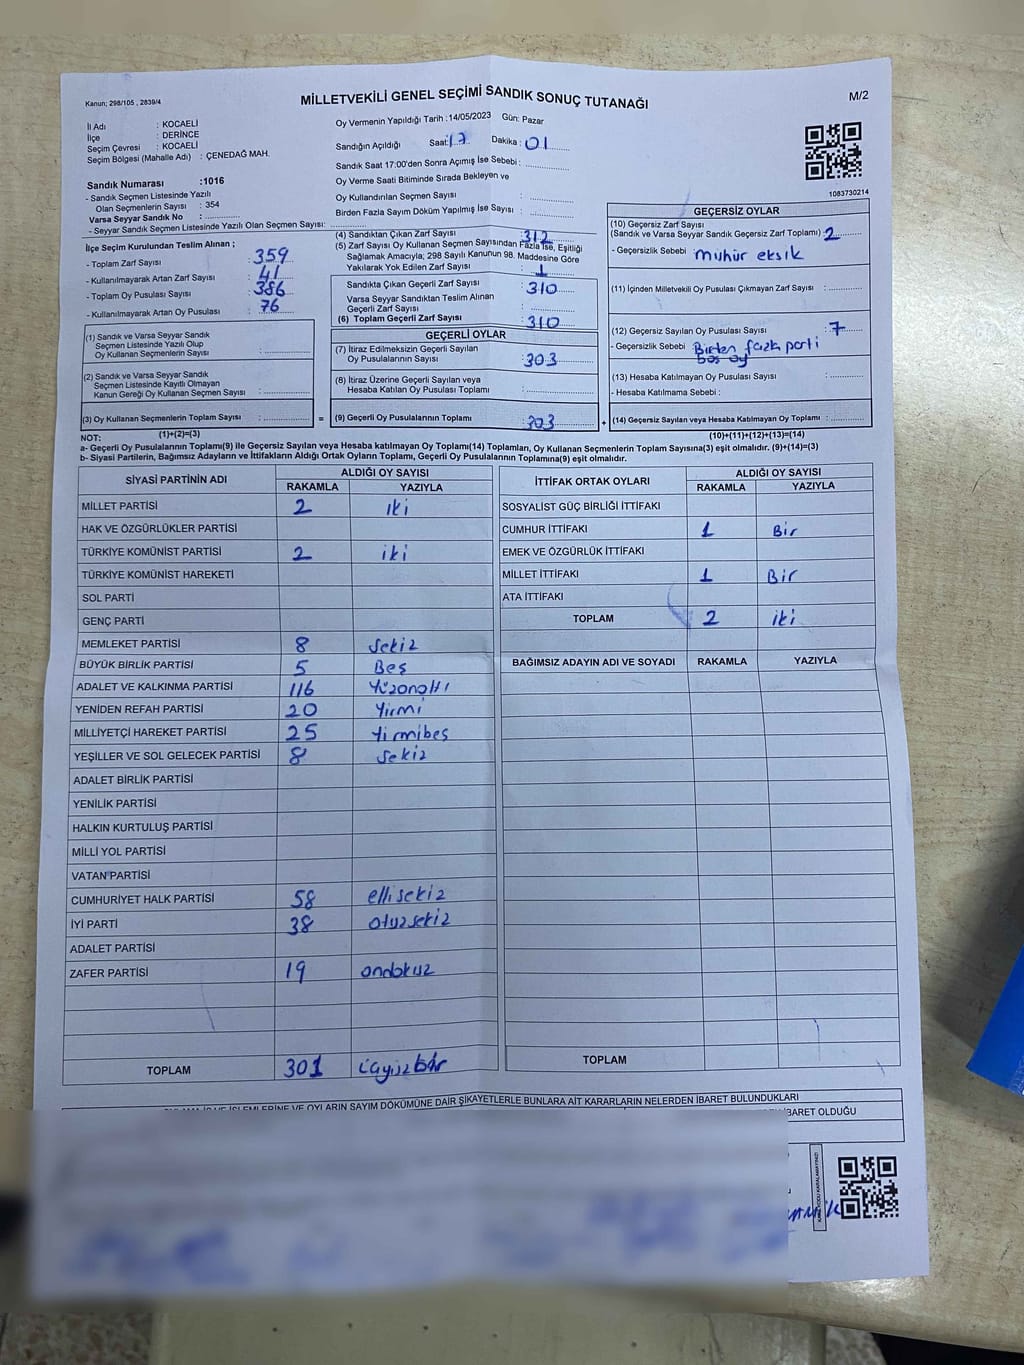 Kanun; 298/105 , 2839/4
MİLLETVEKİLİ GENEL SEÇİMİ SANDIK SONUÇ TUTANAĞI
M/2
İl Adı : KOCAELİ
İlçe : DERİNCE
Seçim Çevresi : KOCAELİ
Seçim Bölgesi (Mahalle Adı) : ÇENEDAĞ MAH.
Sandık Numarası :1016
- Sandık Seçmen Listesinde Yazılı
Olan Seçmenlerin Sayısı : 354
Varsa Seyyar Sandık No :
- Seyyar Sandık Seçmen Listesinde Yazılı Olan Seçmen Sayısı:
Oy Vermenin Yapıldığı Tarih :14/05/2023 Gün: Pazar
Sandığın Açıldığı Saat: 17 Dakika : 01
Sandık Saat 17:00'den Sonra Açımış İse Sebebi :
Oy Verme Saati Bitiminde Sırada Bekleyen ve
Oy Kullandırılan Seçmen Sayısı :
Birden Fazla Sayım Döküm Yapılmış İse Sayısı :
1083730214
İlçe Seçim Kurulundan Teslim Alınan ;
- Toplam Zarf Sayısı : 359
- Kullanılmayarak Artan Zarf Sayısı : 41
- Toplam Oy Pusulası Sayısı : 386
- Kullanılmayarak Artan Oy Pusulası : 76
(1) Sandık ve Varsa Seyyar Sandık
Seçmen Listesinde Yazılı Olup
Oy Kullanan Seçmenlerin Sayısı :
(2) Sandık ve Varsa Seyyar Sandık
Seçmen Listesinde Kayıtlı Olmayan
Kanun Gereği Oy Kullanan Seçmen Sayısı :
(3) Oy Kullanan Seçmenlerin Toplam Sayısı :
(1)+(2)=(3)
(4) Sandıktan Çıkan Zarf Sayısı : 312
(5) Zarf Sayısı Oy Kullanan Seçmen Sayısından Fazla İse, Eşitliği
Sağlamak Amacıyla; 298 Sayılı Kanunun 98. Maddesine Göre
Yakılarak Yok Edilen Zarf Sayısı : 1
Sandıkta Çıkan Geçerli Zarf Sayısı : 310
Varsa Seyyar Sandıktan Teslim Alınan
Geçerli Zarf Sayısı :
(6) Toplam Geçerli Zarf Sayısı : 310
GEÇERLİ OYLAR
(7) İtiraz Edilmeksizin Geçerli Sayılan
Oy Pusulalarının Sayısı : 303
(8) İtiraz Üzerine Geçerli Sayılan veya
Hesaba Katılan Oy Pusulası Toplamı :
= (9) Geçerli Oy Pusulalarının Toplamı : 303 +
GEÇERSİZ OYLAR
(10) Geçersiz Zarf Sayısı
(Sandık ve Varsa Seyyar Sandık Geçersiz Zarf Toplamı) : 2
- Geçersizlik Sebebi : mühür eksik
(11) İçinden Milletvekili Oy Pusulası Çıkmayan Zarf Sayısı :
(12) Geçersiz Sayılan Oy Pusulası Sayısı : 7
- Geçersizlik Sebebi : Birden fazla parti
boş oy
(13) Hesaba Katılmayan Oy Pusulası Sayısı :
- Hesaba Katılmama Sebebi :
(14) Geçersiz Sayılan veya Hesaba Katılmayan Oy Toplamı :
(10)+(11)+(12)+(13)=(14)
NOT:
a- Geçerli Oy Pusulalarının Toplamı(9) ile Geçersiz Sayılan veya Hesaba katılmayan Oy Toplamı(14) Toplamları, Oy Kullanan Seçmenlerin Toplam Sayısına(3) eşit olmalıdır. (9)+(14)=(3)
b- Siyasi Partilerin, Bağımsız Adayların ve İttifakların Aldığı Ortak Oyların Toplamı, Geçerli Oy Pusulalarının Toplamına(9) eşit olmalıdır.
SİYASİ PARTİNİN ADI ALDIĞI OY SAYISI
RAKAMLA YAZIYLA
MİLLET PARTİSİ 2 iki
HAK VE ÖZGÜRLÜKLER PARTİSİ
TÜRKİYE KOMÜNİST PARTİSİ 2 iki
TÜRKİYE KOMÜNİST HAREKETİ
SOL PARTİ
GENÇ PARTİ
MEMLEKET PARTİSİ 8 sekiz
BÜYÜK BİRLİK PARTİSİ 5 Beş
ADALET VE KALKINMA PARTİSİ 116 Yüzonaltı
YENİDEN REFAH PARTİSİ 20 Yirmi
MİLLİYETÇİ HAREKET PARTİSİ 25 Yirmibeş
YEŞİLLER VE SOL GELECEK PARTİSİ 8 sekiz
ADALET BİRLİK PARTİSİ
YENİLİK PARTİSİ
HALKIN KURTULUŞ PARTİSİ
MİLLİ YOL PARTİSİ
VATAN PARTİSİ
CUMHURİYET HALK PARTİSİ 58 ellisekiz
İYİ PARTİ 38 otuzsekiz
ADALET PARTİSİ
ZAFER PARTİSİ 19 ondokuz
TOPLAM 301 üçyüzbir
İTTİFAK ORTAK OYLARI ALDIĞI OY SAYISI
RAKAMLA YAZIYLA
SOSYALİST GÜÇ BİRLİĞİ İTTİFAKI
CUMHUR İTTİFAKI 1 Bir
EMEK VE ÖZGÜRLÜK İTTİFAKI
MİLLET İTTİFAKI 1 Bir
ATA İTTİFAKI
TOPLAM 2 iki
BAĞIMSIZ ADAYIN ADI VE SOYADI RAKAMLA YAZIYLA
TOPLAM
İŞLEMLERİNE VE OYLARIN SAYIM DÖKÜMÜNE DAİR ŞİKAYETLERLE BUNLARA AİT KARARLARIN NELERDEN İBARET BULUNDUKLARI
İBARET OLDUĞU